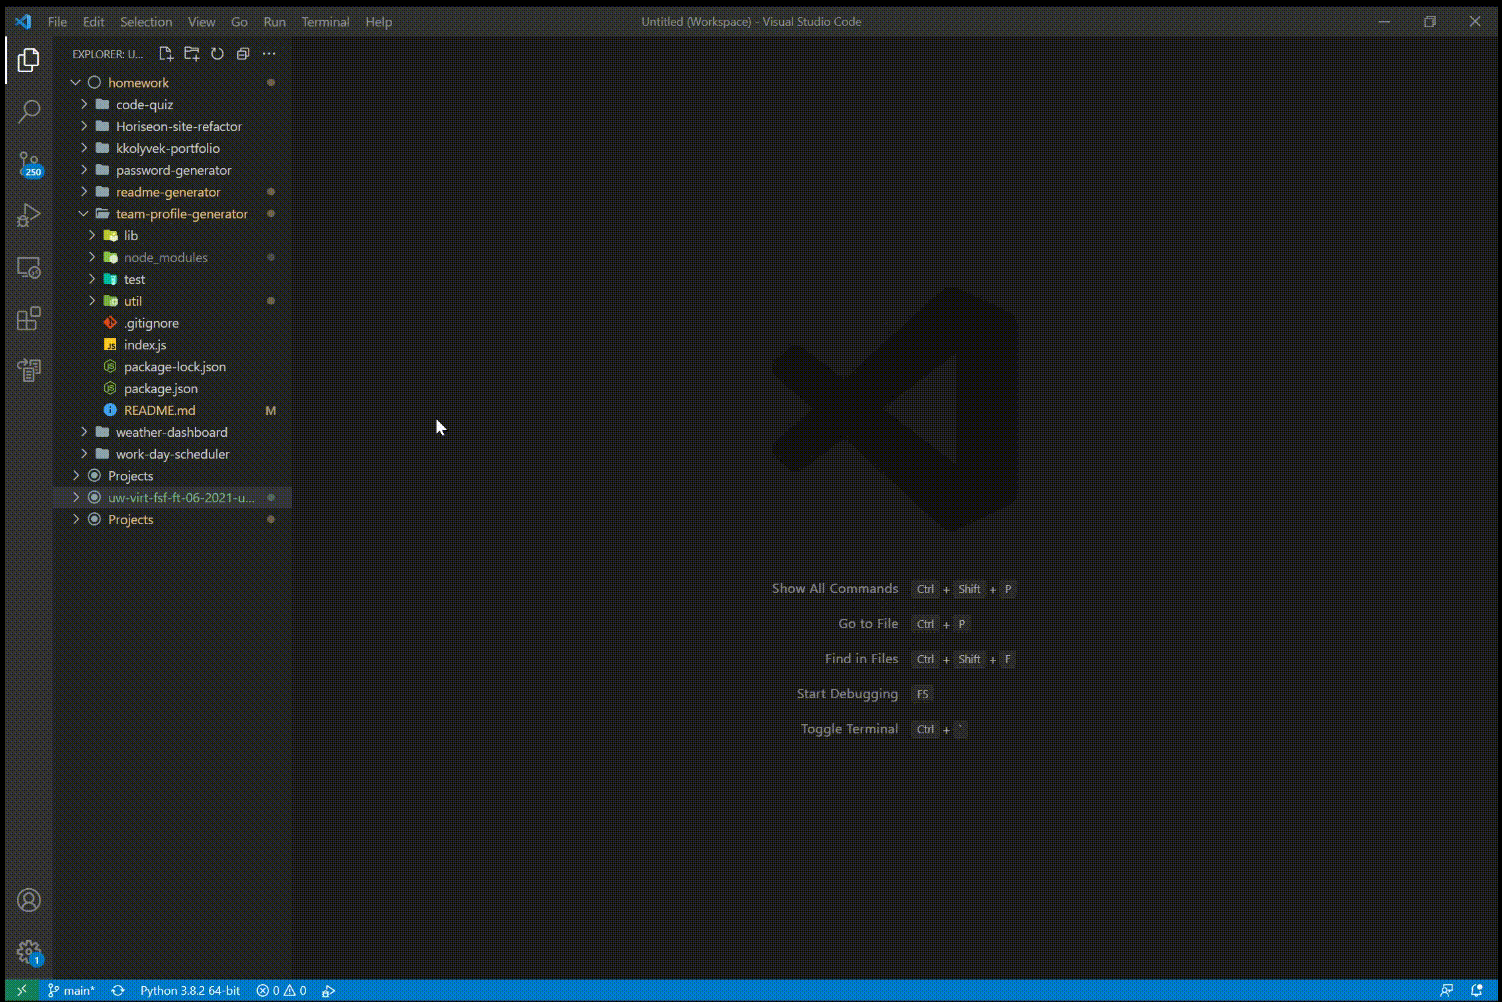 File Edit Selection View Go Run Terminal Help
Untitled (Workspace) - Visual Studio Code
EXPLORER: U...
homework
code-quiz
Horiseon-site-refactor
kkolyvek-portfolio
250
password-generator
readme-generator
team-profile-generator
lib
node_modules
test
util
.gitignore
JS index.js
package-lock.json
package.json
README.md M
weather-dashboard
work-day-scheduler
Projects
uw-virt-fsf-ft-06-2021-u...
Projects
Show All Commands Ctrl + Shift + P
Go to File Ctrl + P
Find in Files Ctrl + Shift + F
Start Debugging F5
Toggle Terminal Ctrl + `
1
main* Python 3.8.2 64-bit 0 0